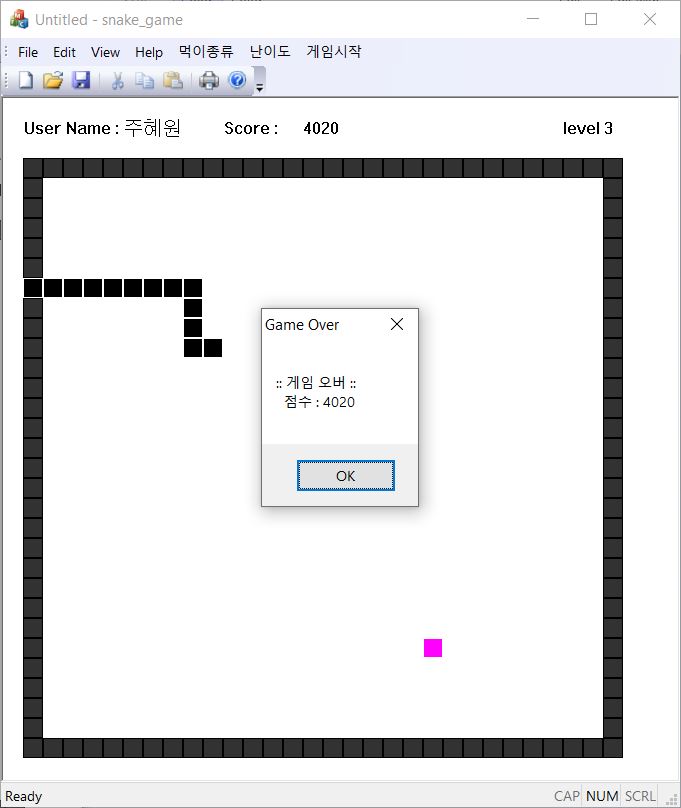 Untitled - snake_game
File Edit View Help 먹이종류 난이도 게임시작
User Name : 주혜원 Score : 4020 level 3
Game Over
:: 게임 오버 ::
점수 : 4020
OK
Ready CAP NUM SCRL